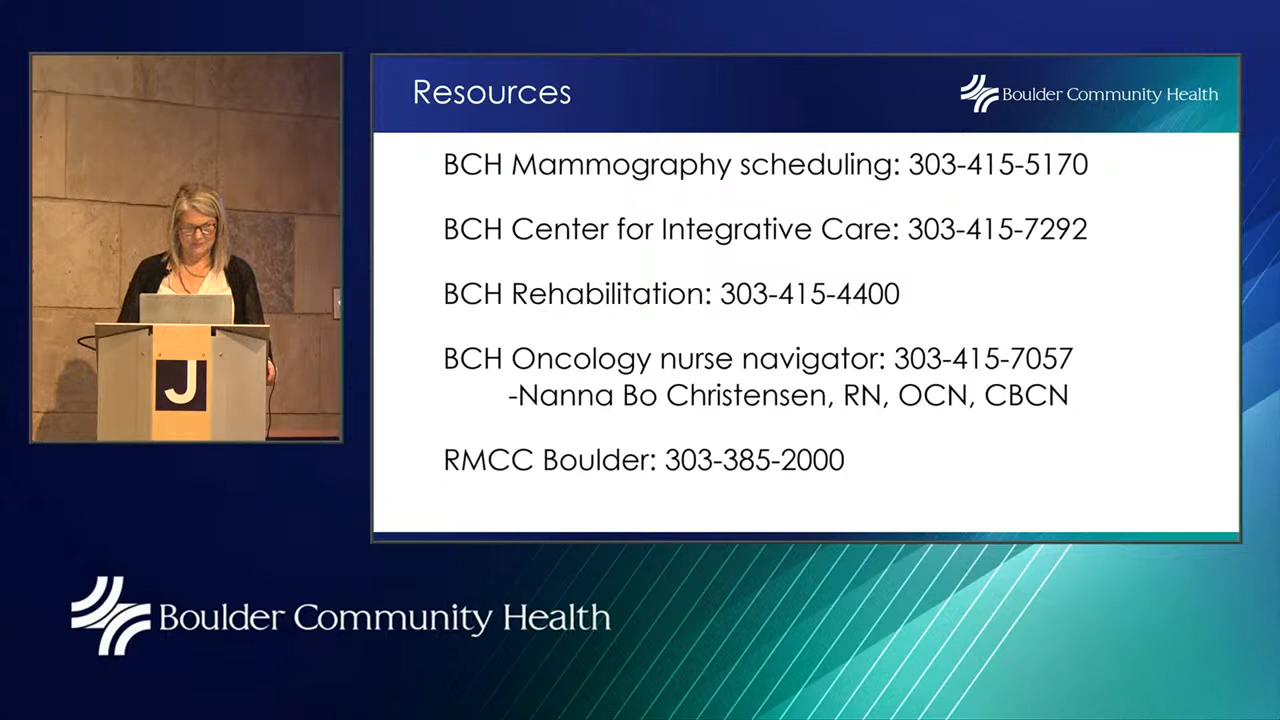 J
Resources
Boulder Community Health
BCH Mammography scheduling: 303-415-5170
BCH Center for Integrative Care: 303-415-7292
BCH Rehabilitation: 303-415-4400
BCH Oncology nurse navigator: 303-415-7057
-Nanna Bo Christensen, RN, OCN, CBCN
RMCC Boulder: 303-385-2000
Boulder Community Health